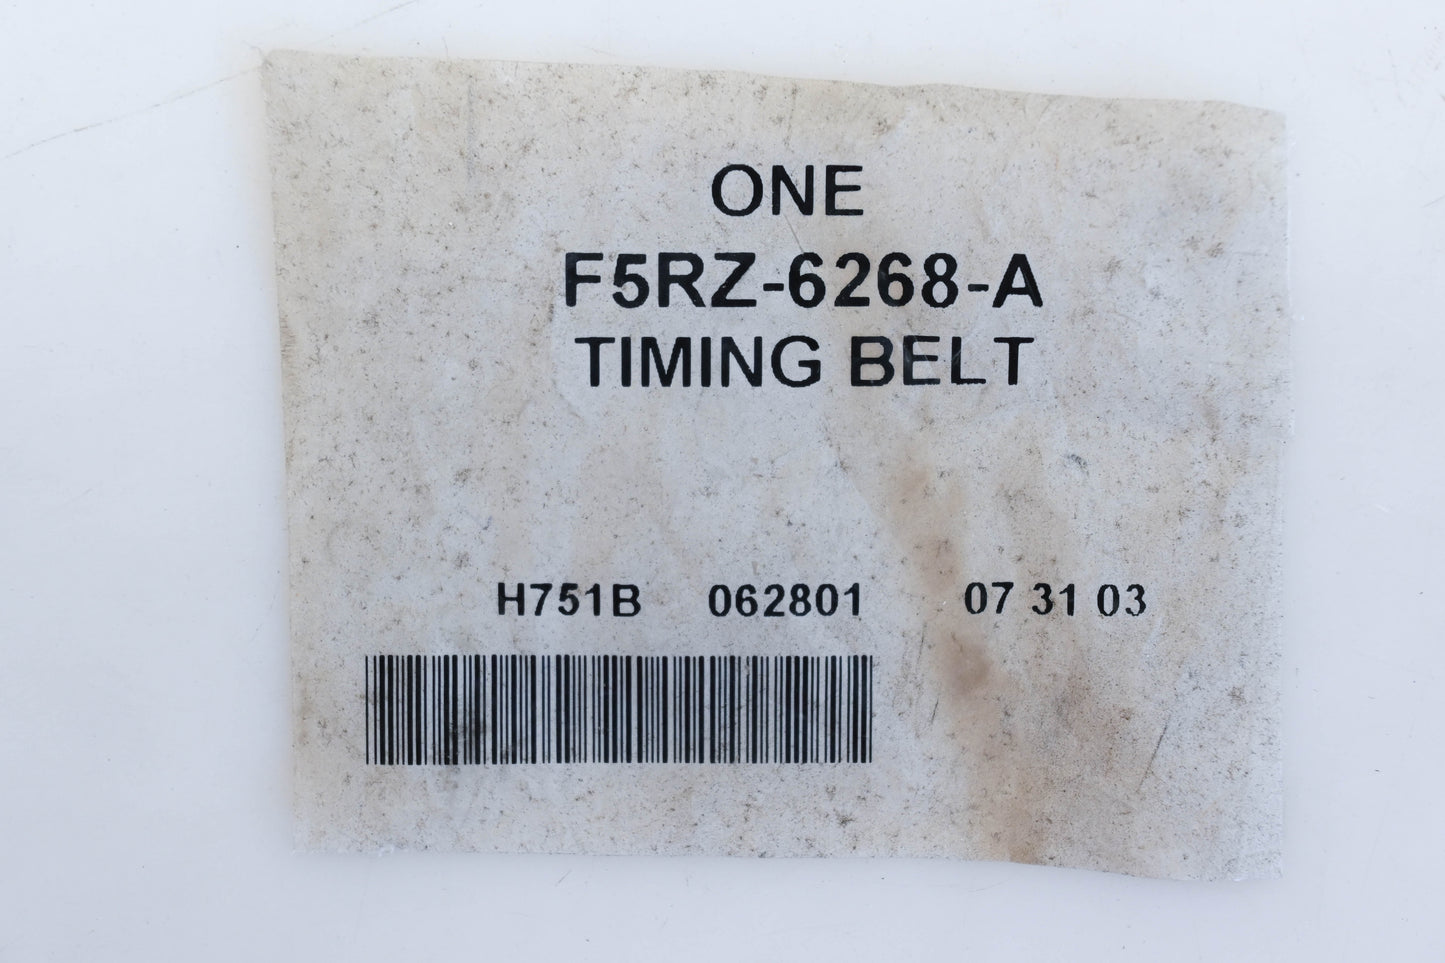 ONE
F5RZ-6268-A
TIMING BELT
H751B 062801 07 31 03